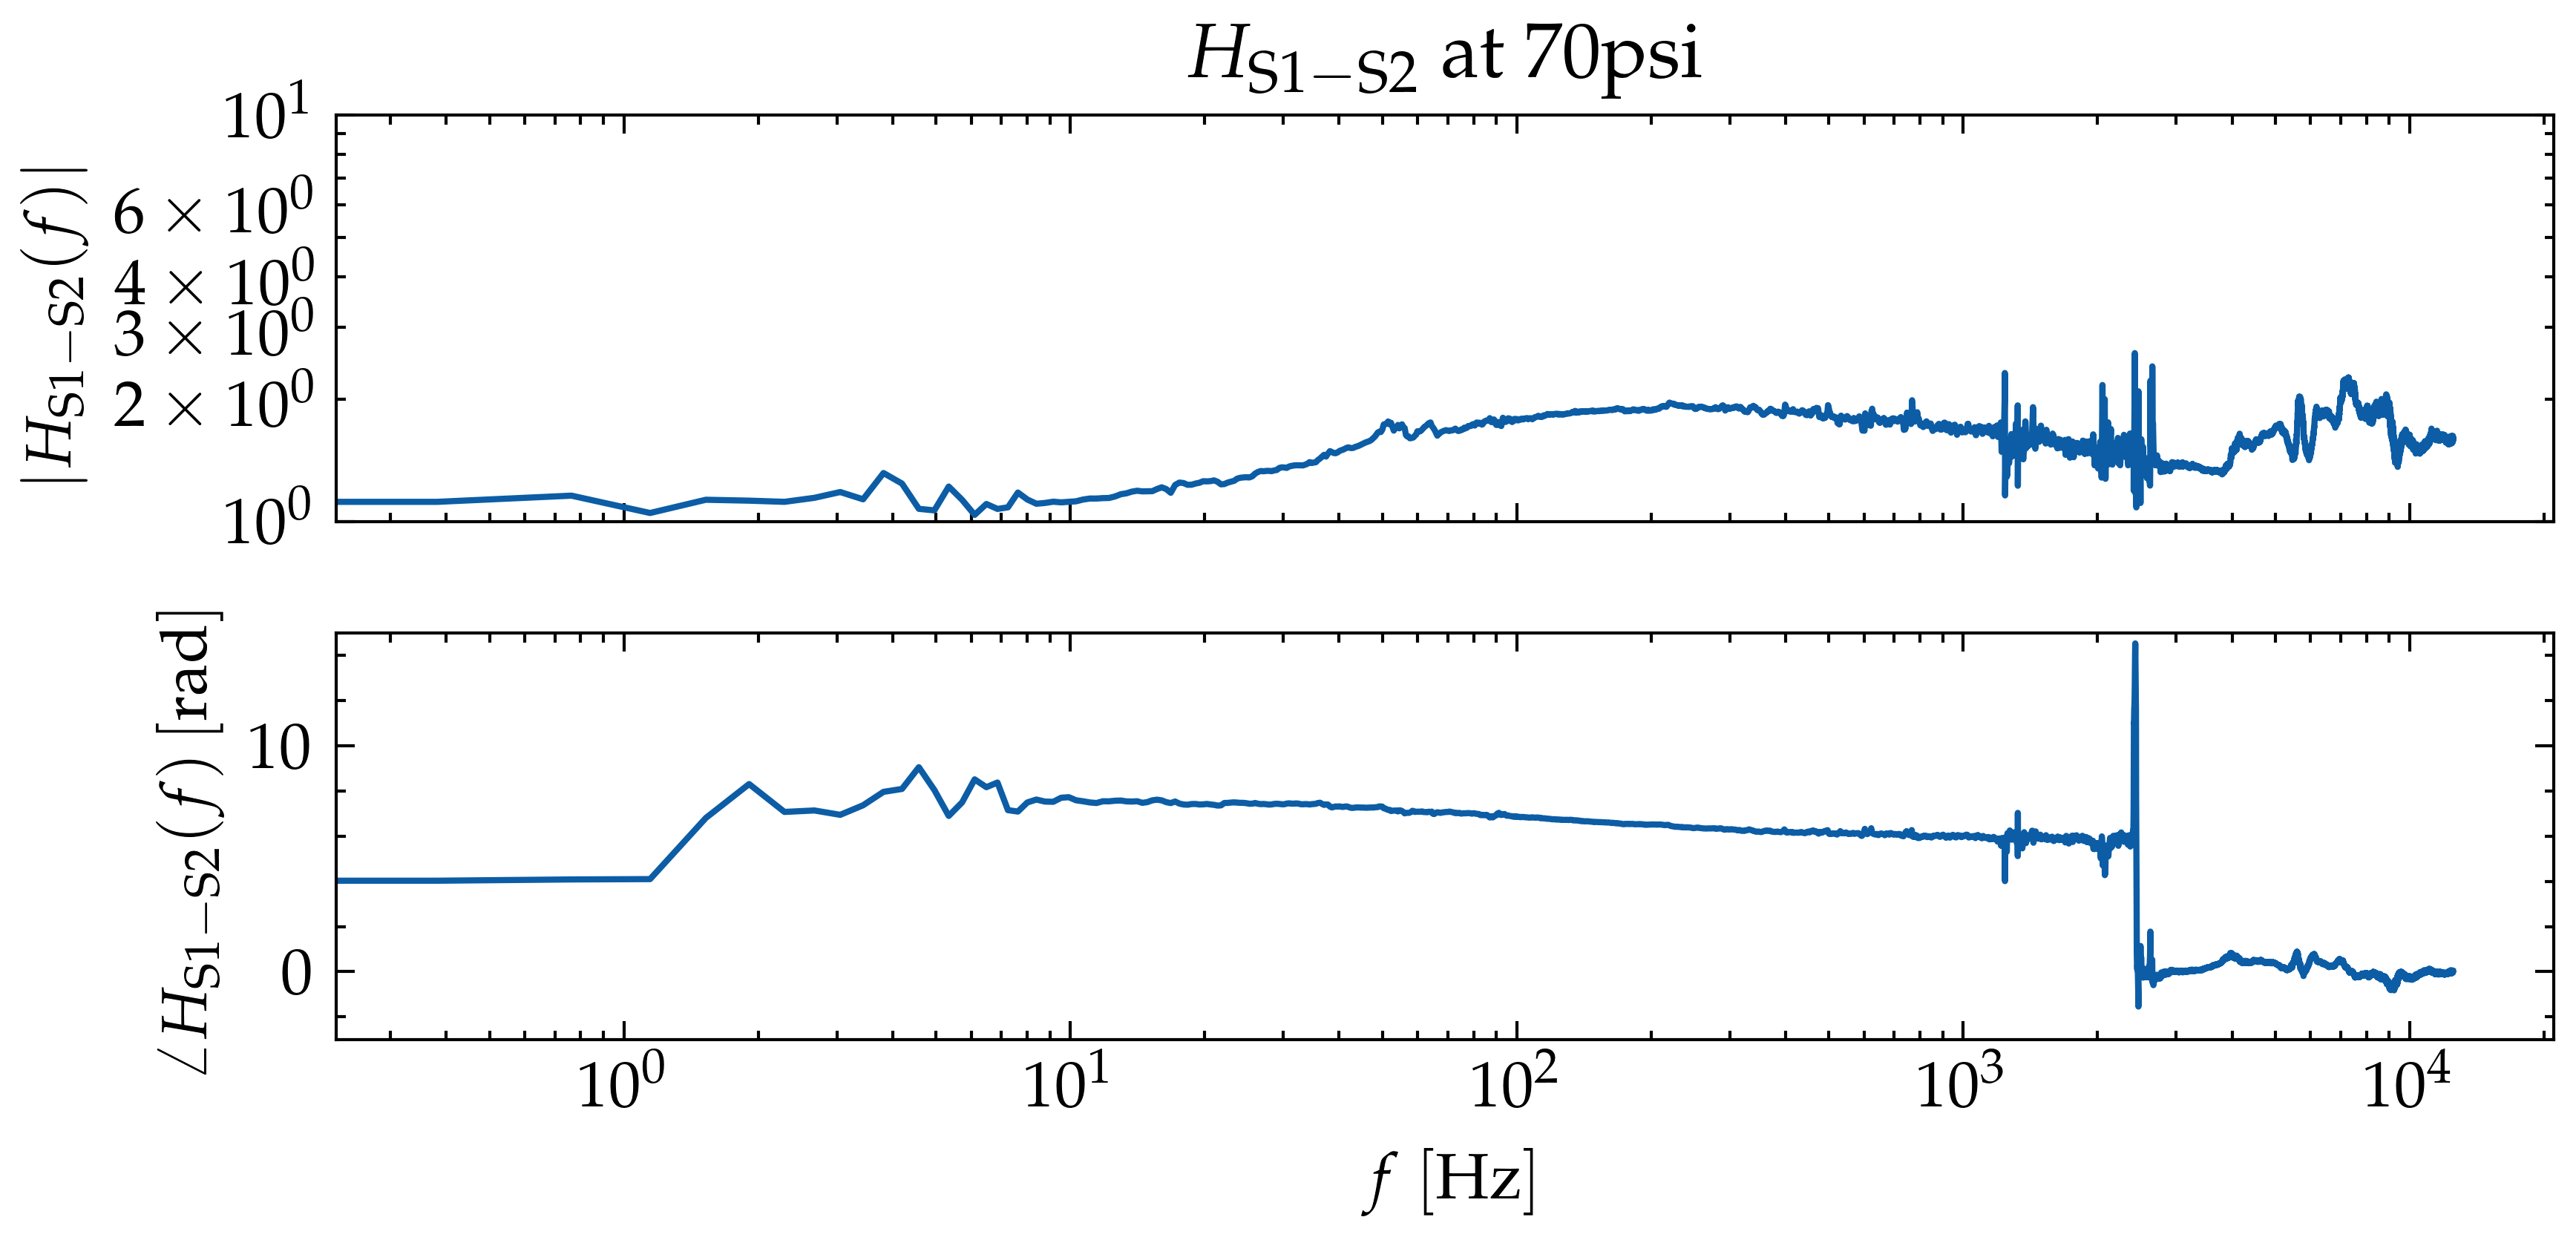 H_{S1−S2} at 70psi
|H_{S1−S2}(f)|
10^1
6 × 10^0
4 × 10^0
3 × 10^0
2 × 10^0
10^0
∠H_{S1−S2}(f) [rad]
10
0
10^0 10^1 10^2 10^3 10^4
f [Hz]